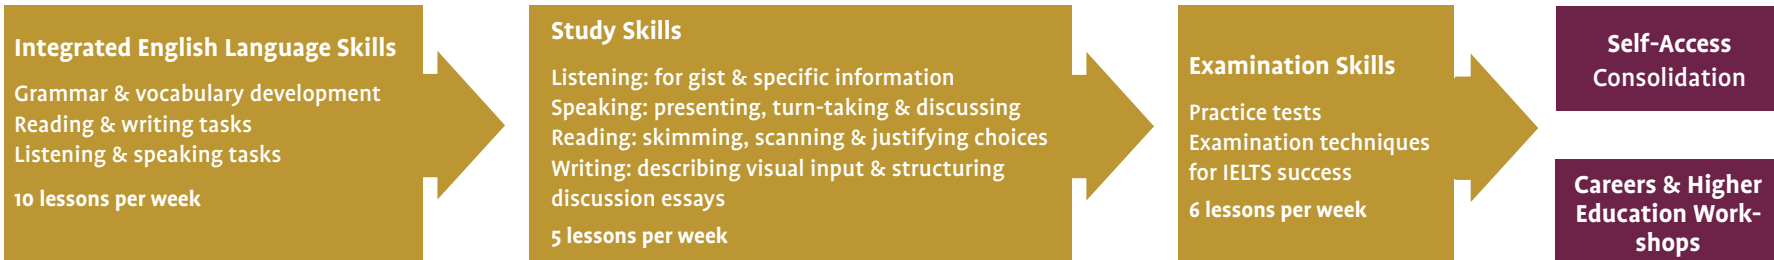 Integrated English Language Skills
Grammar & vocabulary development
Reading & writing tasks
Listening & speaking tasks
10 lessons per week
Study Skills
Listening: for gist & specific information
Speaking: presenting, turn-taking & discussing
Reading: skimming, scanning & justifying choices
Writing: describing visual input & structuring
discussion essays
5 lessons per week
Examination Skills
Practice tests
Examination techniques
for IELTS success
6 lessons per week
Self-Access
Consolidation
Careers & Higher
Education Work-
shops